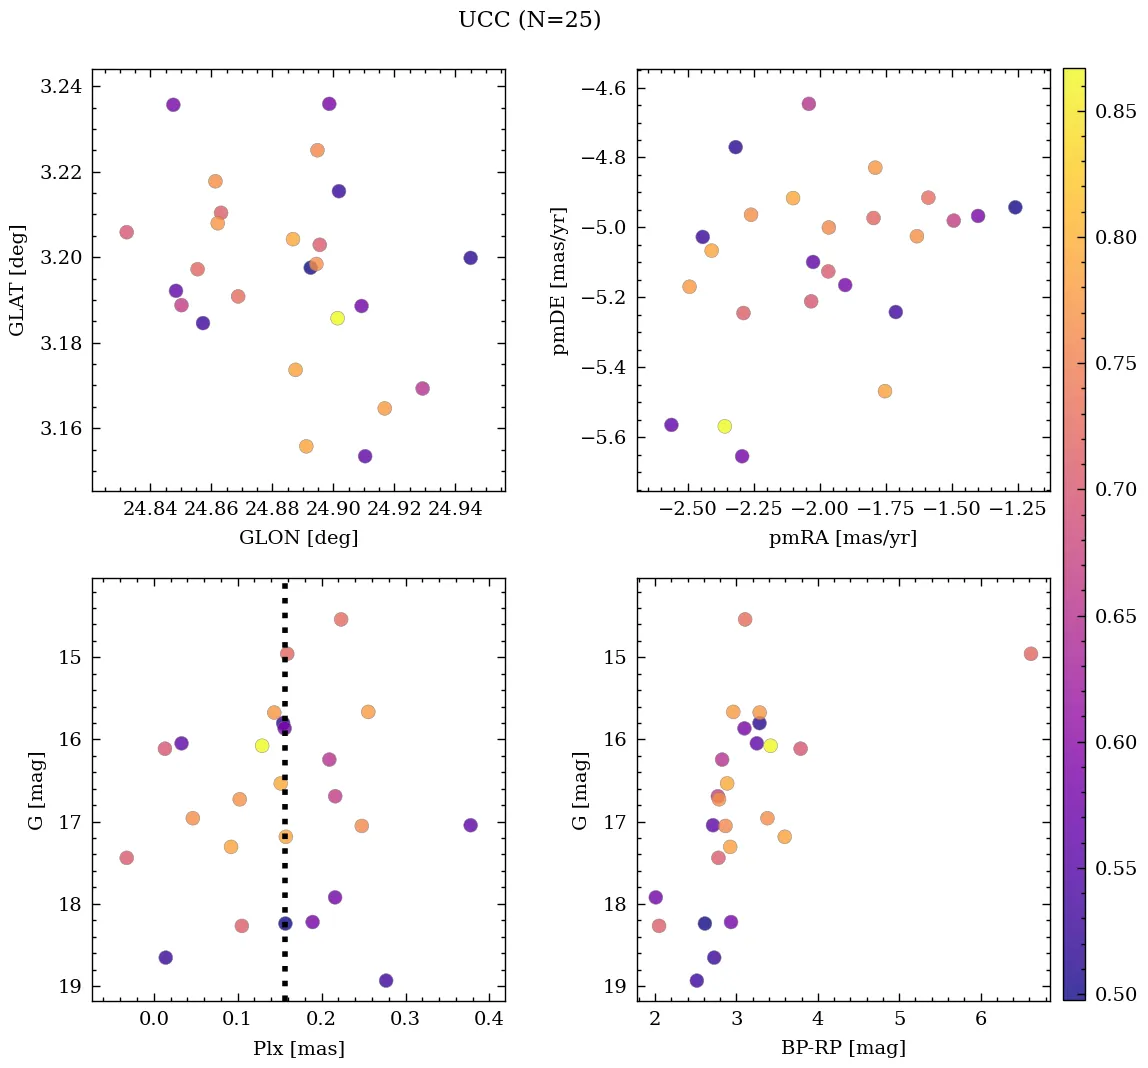 UCC (N=25)
3.24
3.22
3.20
3.18
3.16
GLAT [deg]
24.84 24.86 24.88 24.90 24.92 24.94
GLON [deg]
−4.6
−4.8
−5.0
−5.2
−5.4
−5.6
pmDE [mas/yr]
−2.50 −2.25 −2.00 −1.75 −1.50 −1.25
pmRA [mas/yr]
15
16
17
18
19
G [mag]
0.0 0.1 0.2 0.3 0.4
Plx [mas]
15
16
17
18
19
G [mag]
2 3 4 5 6
BP-RP [mag]
0.85
0.80
0.75
0.70
0.65
0.60
0.55
0.50